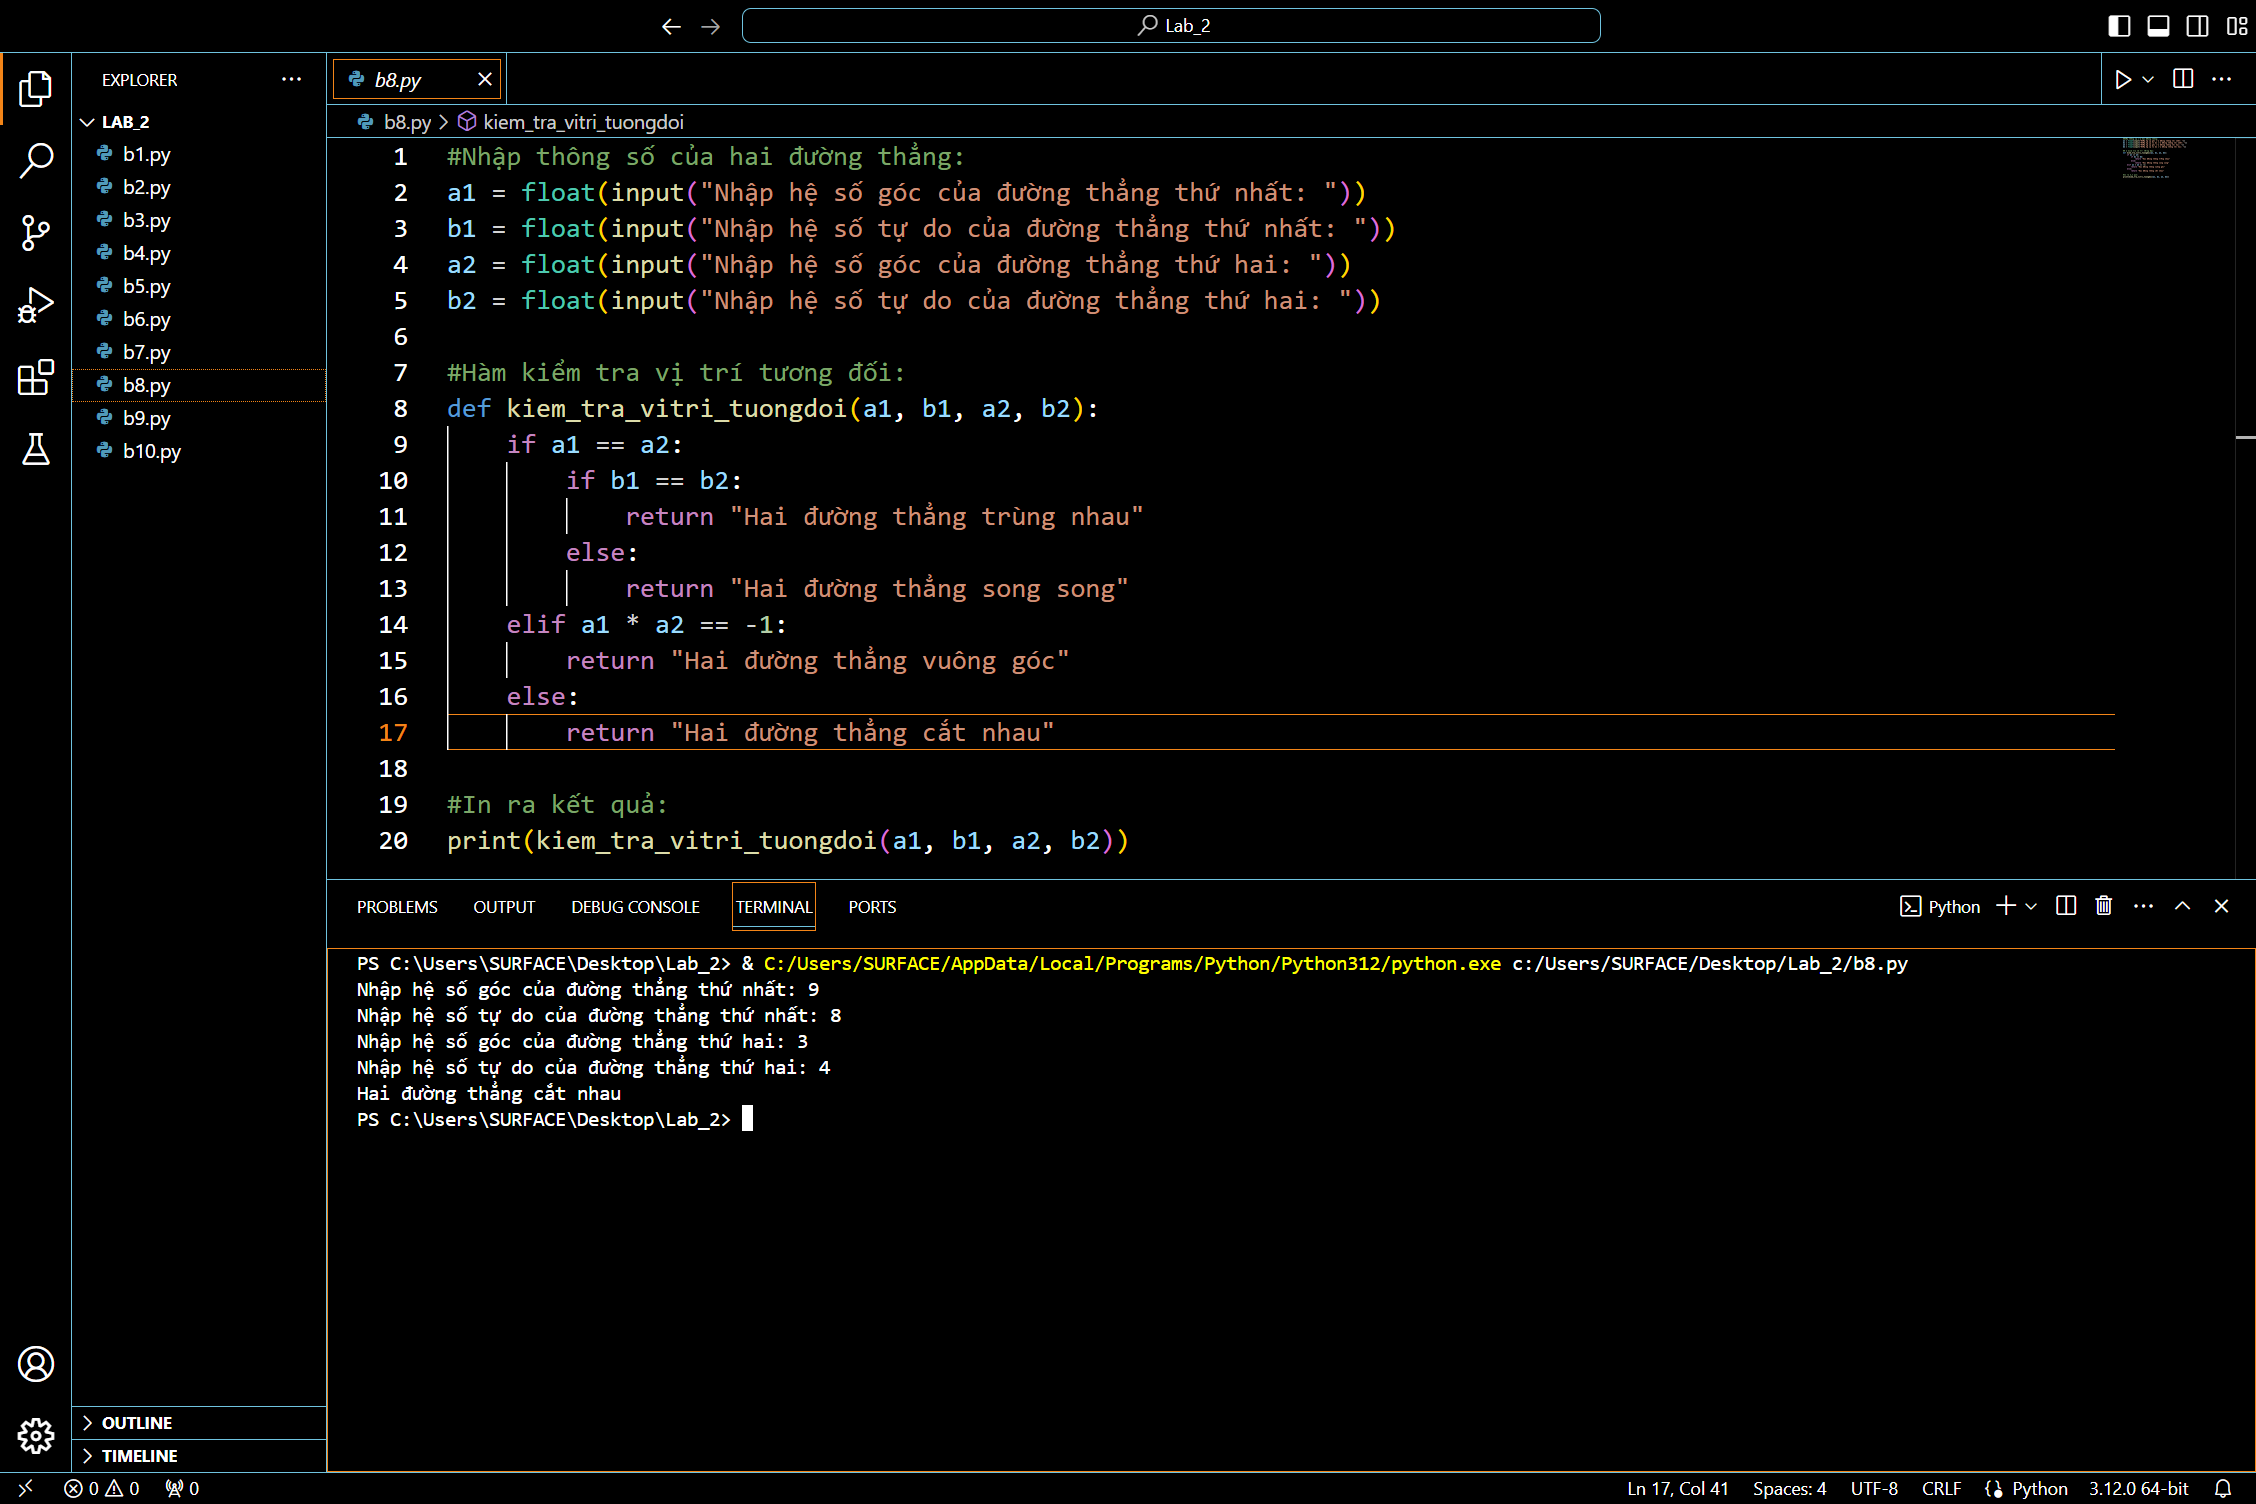 Lab_2
EXPLORER
LAB_2
b1.py
b2.py
b3.py
b4.py
b5.py
b6.py
b7.py
b8.py
b9.py
b10.py
OUTLINE
TIMELINE
b8.py
b8.py > kiem_tra_vitri_tuongdoi
1 #Nhập thông số của hai đường thẳng:
2 a1 = float(input("Nhập hệ số góc của đường thẳng thứ nhất: "))
3 b1 = float(input("Nhập hệ số tự do của đường thẳng thứ nhất: "))
4 a2 = float(input("Nhập hệ số góc của đường thẳng thứ hai: "))
5 b2 = float(input("Nhập hệ số tự do của đường thẳng thứ hai: "))
6
7 #Hàm kiểm tra vị trí tương đối:
8 def kiem_tra_vitri_tuongdoi(a1, b1, a2, b2):
9     if a1 == a2:
10         if b1 == b2:
11             return "Hai đường thẳng trùng nhau"
12         else:
13             return "Hai đường thẳng song song"
14     elif a1 * a2 == -1:
15         return "Hai đường thẳng vuông góc"
16     else:
17         return "Hai đường thẳng cắt nhau"
18
19 #In ra kết quả:
20 print(kiem_tra_vitri_tuongdoi(a1, b1, a2, b2))
PROBLEMS OUTPUT DEBUG CONSOLE TERMINAL PORTS Python
PS C:\Users\SURFACE\Desktop\Lab_2> & C:/Users/SURFACE/AppData/Local/Programs/Python/Python312/python.exe c:/Users/SURFACE/Desktop/Lab_2/b8.py
Nhập hệ số góc của đường thẳng thứ nhất: 9
Nhập hệ số tự do của đường thẳng thứ nhất: 8
Nhập hệ số góc của đường thẳng thứ hai: 3
Nhập hệ số tự do của đường thẳng thứ hai: 4
Hai đường thẳng cắt nhau
PS C:\Users\SURFACE\Desktop\Lab_2>
0 0 0 Ln 17, Col 41 Spaces: 4 UTF-8 CRLF Python 3.12.0 64-bit